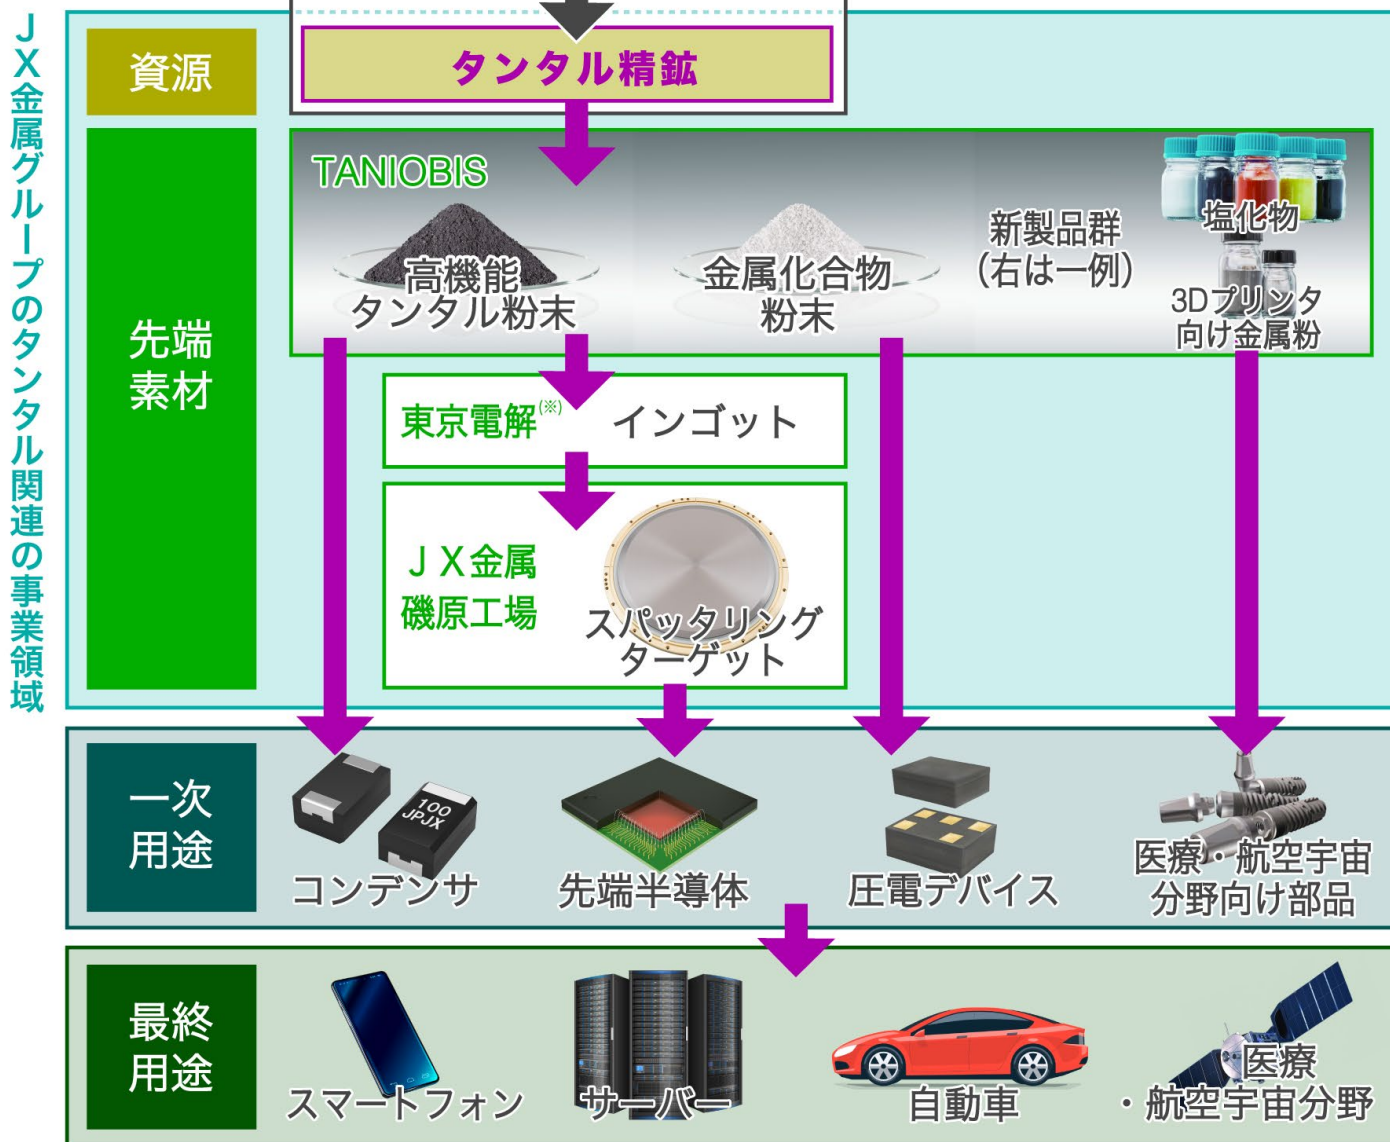 JX金属グループのタンタル関連の事業領域
資源
タンタル精鉱
先端
素材
TANIOBIS
高機能
タンタル粉末
金属化合物
粉末
新製品群
(右は一例)
塩化物
3Dプリンタ
向け金属粉
東京電解(※)
インゴット
JX金属
磯原工場
スパッタリング
ターゲット
一次
用途
100
JPJX
コンデンサ
先端半導体
圧電デバイス
医療・航空宇宙
分野向け部品
最終
用途
スマートフォン
サーバー
自動車
医療
・航空宇宙分野